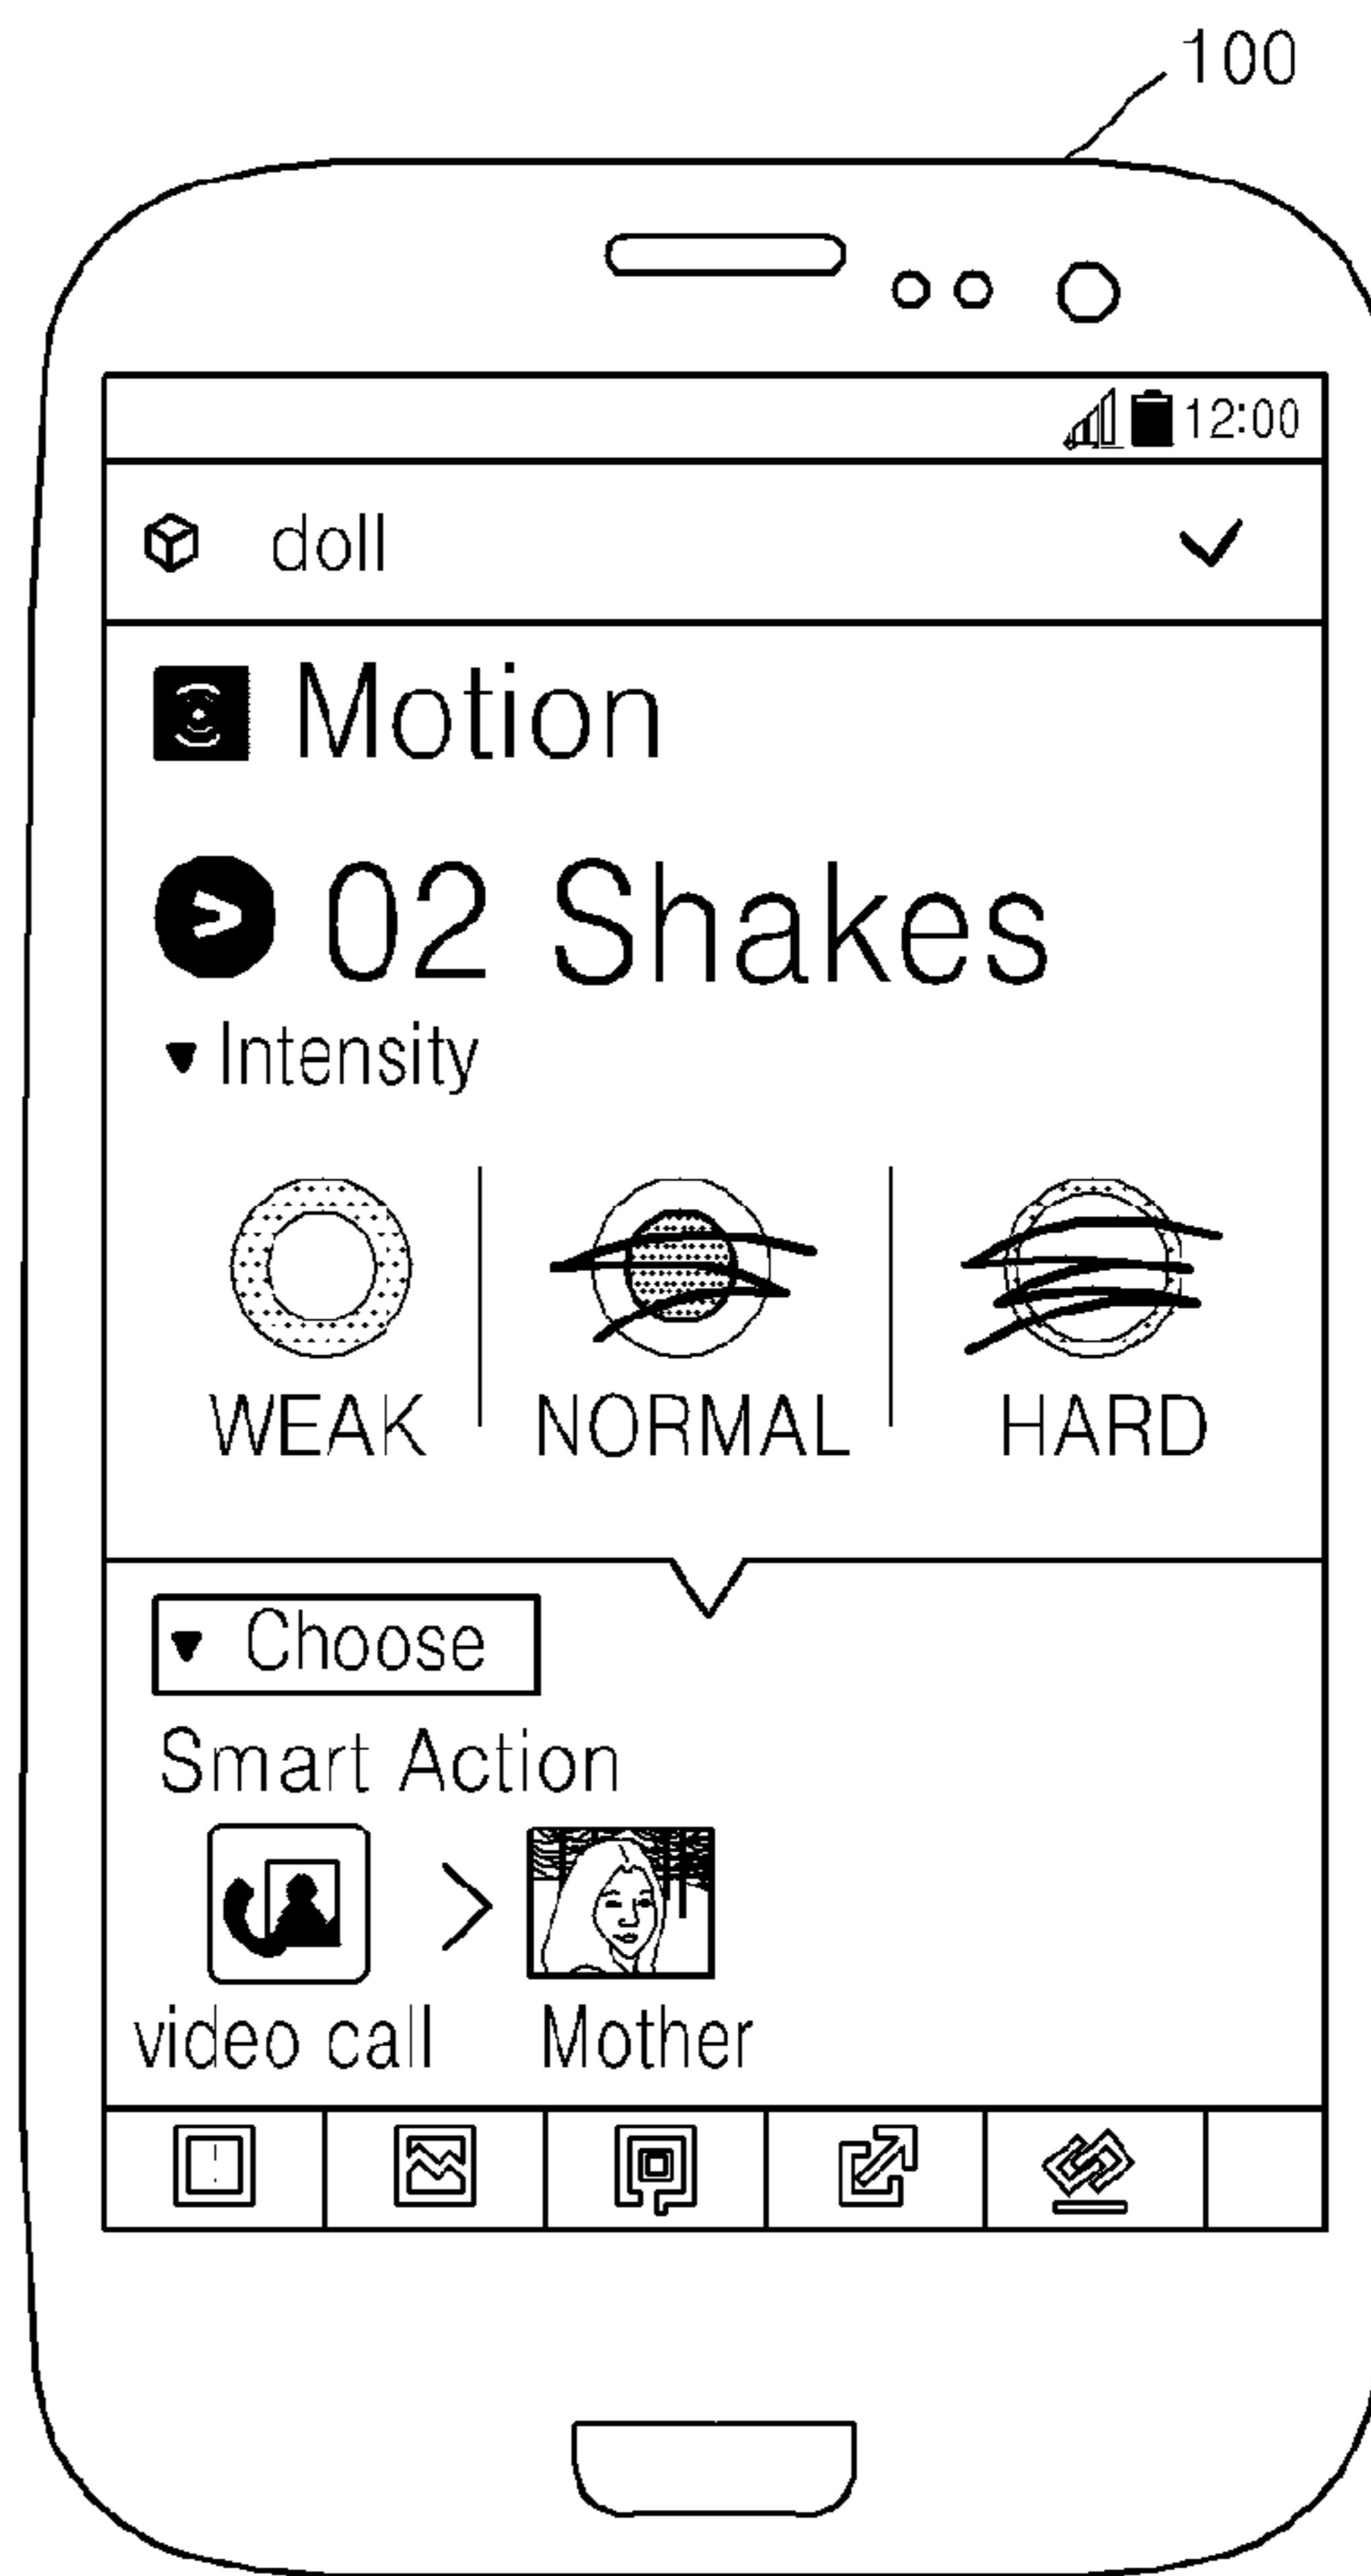 100
12:00
doll
Motion
02 Shakes
Intensity
WEAK NORMAL HARD
Choose
Smart Action
video call Mother